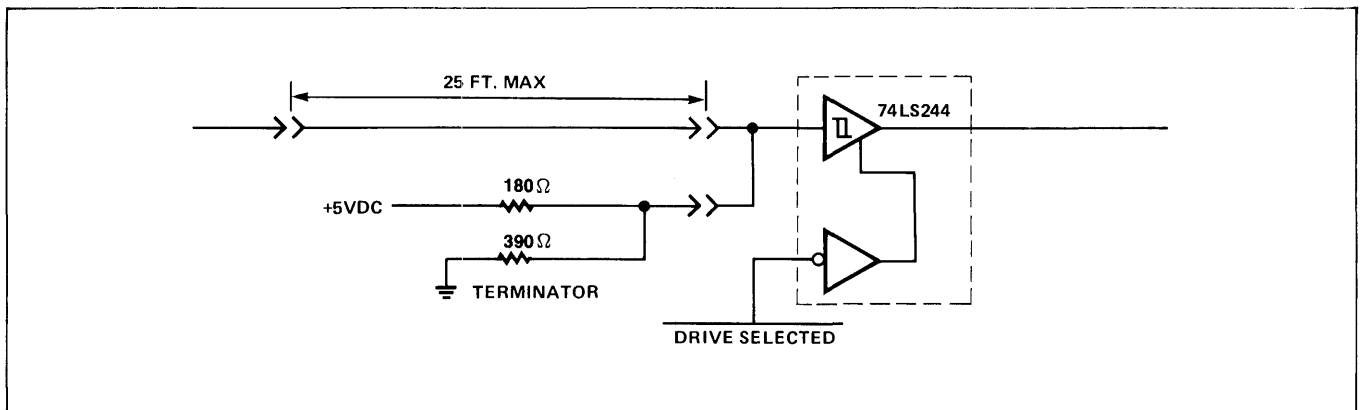 25 FT. MAX
74LS244
180Ω
+5VDC
390Ω
TERMINATOR
DRIVE SELECTED